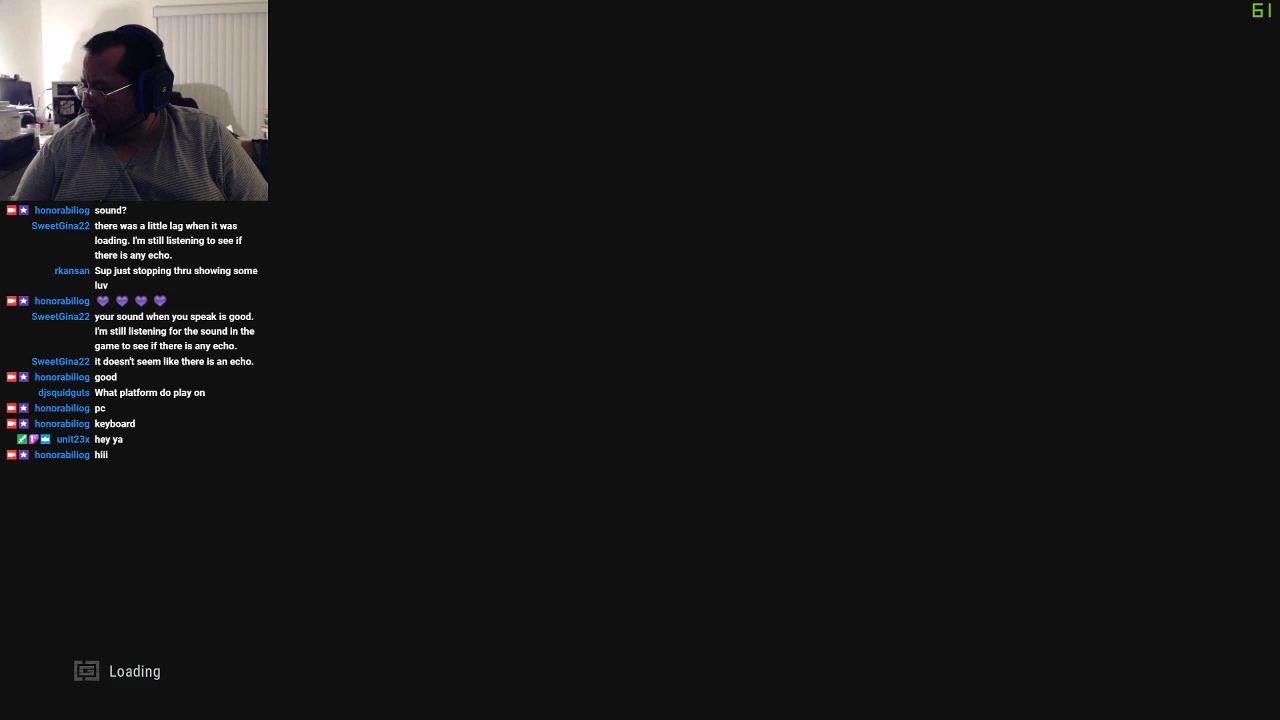 61
honorabiliog sound?
SweetGina22 there was a little lag when it was
loading. I'm still listening to see if
there is any echo.
rkansan Sup just stopping thru showing some
luv
honorabiliog
SweetGina22 your sound when you speak is good.
I'm still listening for the sound in the
game to see if there is any echo.
SweetGina22 it doesn't seem like there is an echo.
honorabiliog good
djsquidguts What platform do play on
honorabiliog pc
honorabiliog keyboard
unit23x hey ya
honorabiliog hiii
Loading